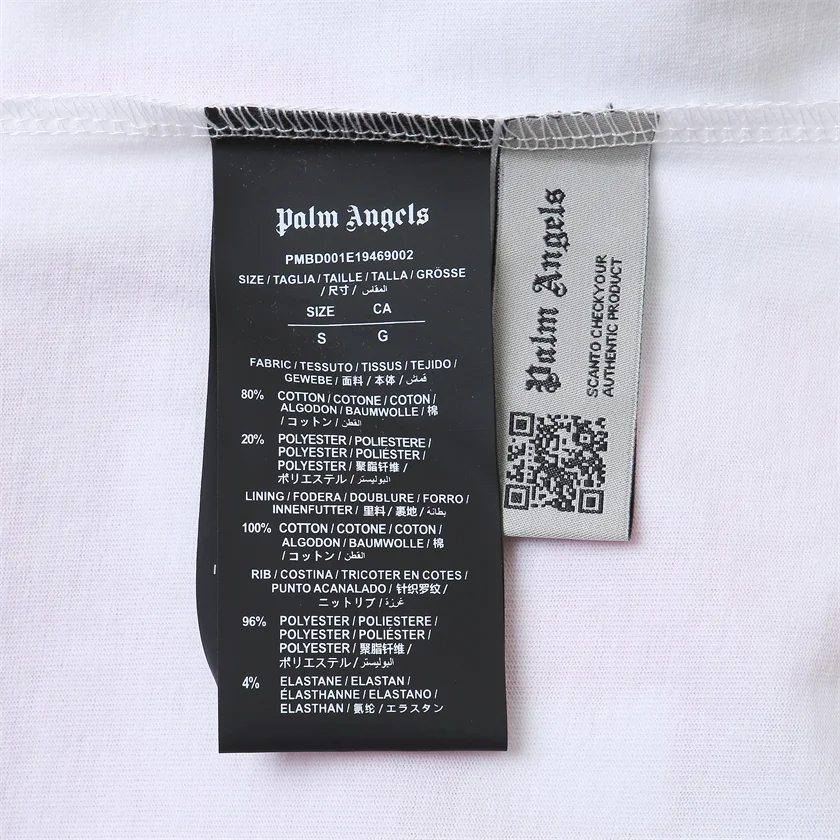 Palm Angels
PMBD001E19469002
SIZE / TAGLIA / TAILLE / TALLA / GRÖSSE
/ 尺寸 / المقاس
SIZE CA
S G
FABRIC / TESSUTO / TISSUS / TEJIDO /
GEWEBE / 面料 / 本体 / قماش
80% COTTON / COTONE / COTON /
ALGODON / BAUMWOLLE / 棉
/ コットン / القطن
20% POLYESTER / POLIESTERE /
POLYESTER / POLIÉSTER /
POLYESTER / 聚脂纤维 /
ポリエステル / البوليستر
LINING / FODERA / DOUBLURE / FORRO /
INNENFUTTER / 里料 / 裏地 / بطانة
100% COTTON / COTONE / COTON /
ALGODON / BAUMWOLLE / 棉
/ コットン / القطن
RIB / COSTINA / TRICOTER EN COTES /
PUNTO ACANALADO / 针织罗纹 /
ニットリブ / غرزة
96% POLYESTER / POLIESTERE /
POLYESTER / POLIÉSTER /
POLYESTER / 聚脂纤维 /
ポリエステル / البوليستر
4% ELASTANE / ELASTAN /
ÉLASTHANNE / ELASTANO /
ELASTHAN / 氨纶 / エラスタン
Palm Angels
SCANTO CHECKYOUR
AUTHENTIC PRODUCT